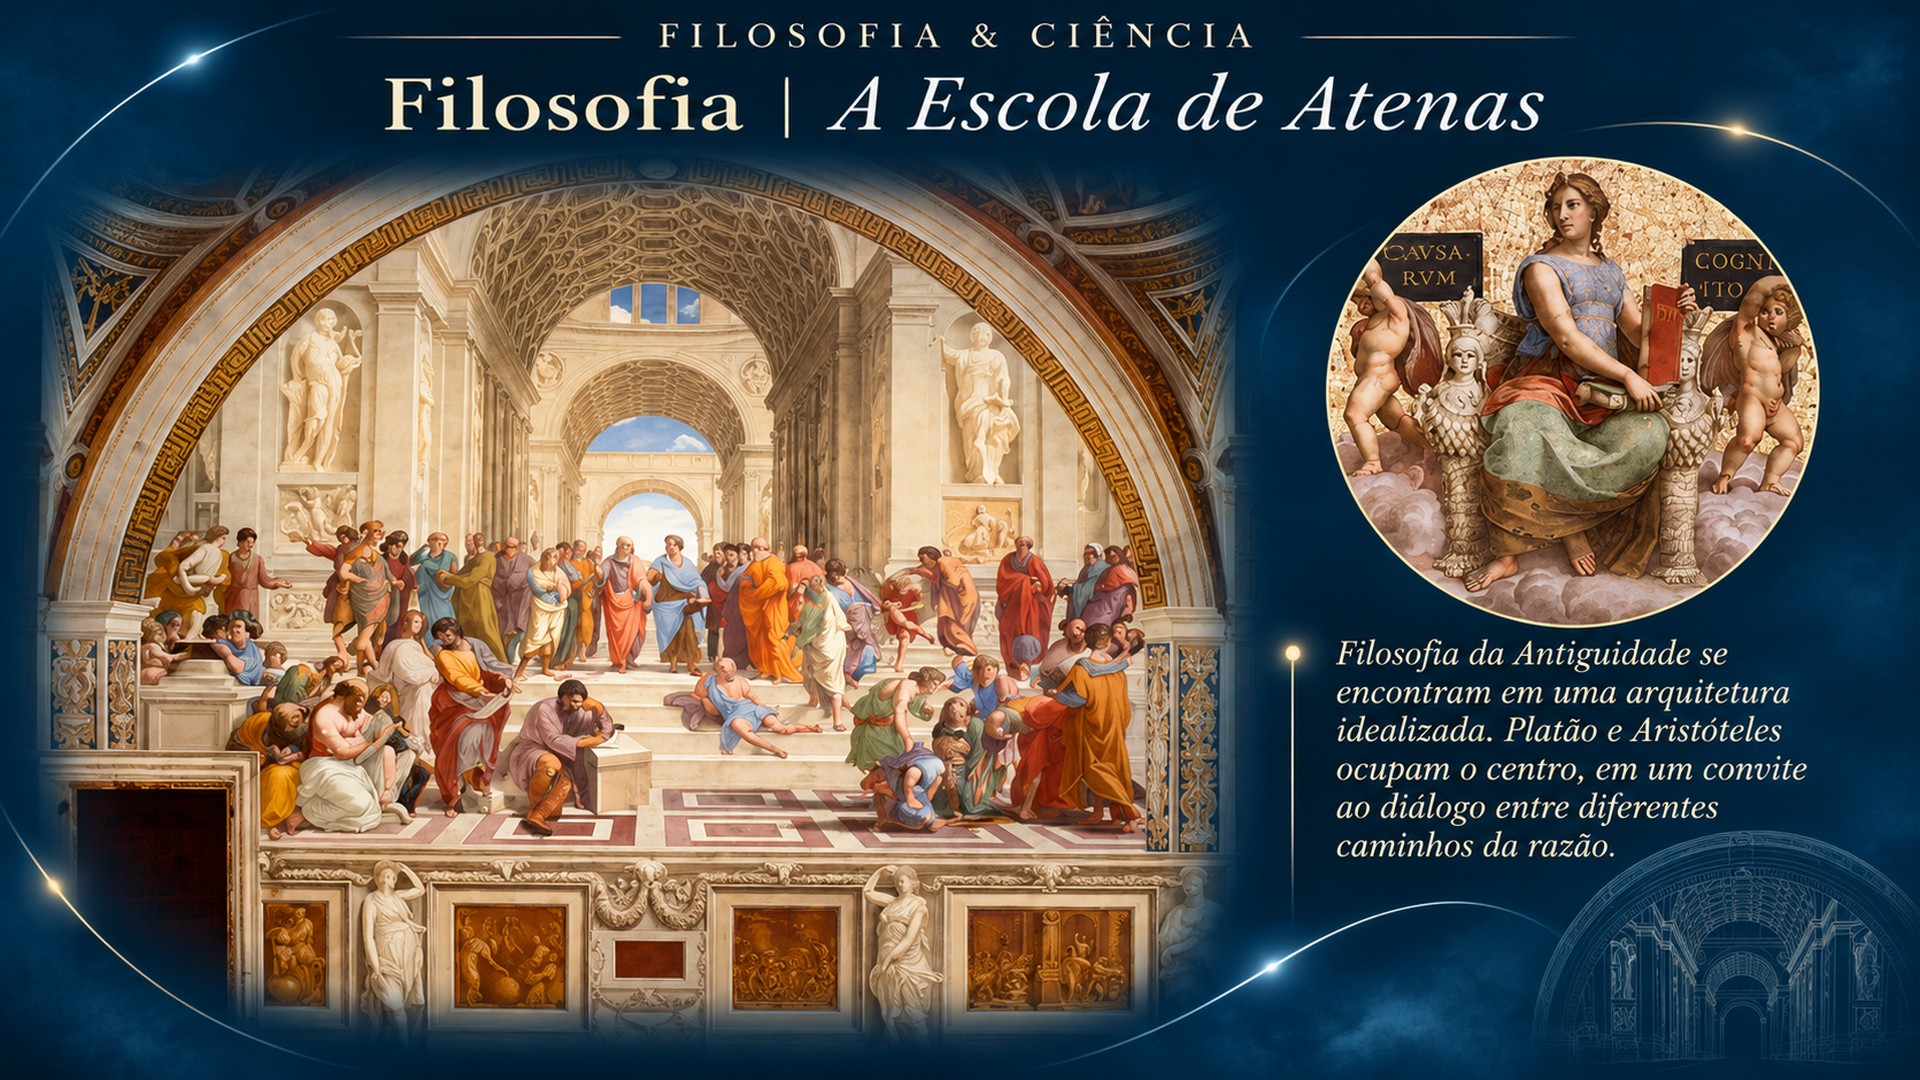 FILOSOFIA & CIÊNCIA
Filosofia | A Escola de Atenas
CAVSA·
RVM
COGNI
·ITO
Filosofia da Antiguidade se
encontram em uma arquitetura
idealizada. Platão e Aristóteles
ocupam o centro, em um convite
ao diálogo entre diferentes
caminhos da razão.